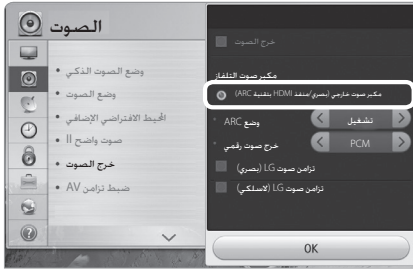 الصوت
وضع الصوت الذكي •
وضع الصوت •
المحيط الافتراضي الإضافي •
صوت واضح II •
خرج الصوت •
ضبط تزامن AV •
خرج الصوت
مكبر صوت التلفاز
مكبر صوت خارجي (بصري/منفذ HDMI بتقنية ARC)
وضع ARC
تشغيل
خرج صوت رقمي
PCM
تزامن صوت LG (بصري)
تزامن صوت LG (لاسلكي)
OK